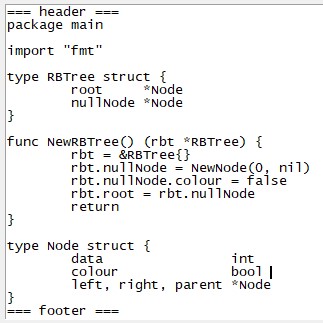 === header ===
package main
import "fmt"
type RBTree struct {
root *Node
nullNode *Node
}
func NewRBTree() (rbt *RBTree) {
rbt = &RBTree{}
rbt.nullNode = NewNode(0, nil)
rbt.nullNode.colour = false
rbt.root = rbt.nullNode
return
}
type Node struct {
data int
colour bool
left, right, parent *Node
}
=== footer ===